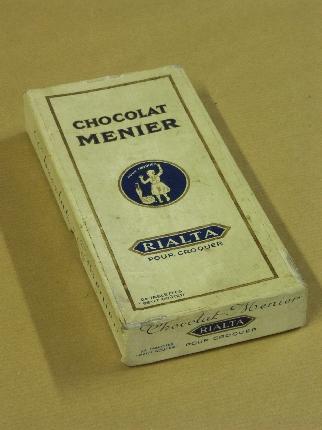 CHOCOLAT
MENIER
RIALTA
POUR CROQUER
Chocolat Menier
RIALTA
POUR CROQUER